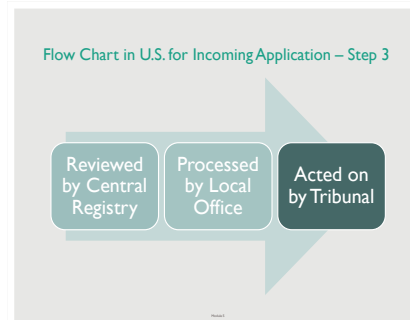 Flow Chart in U.S. for Incoming Application – Step 3
Reviewed
by Central
Registry
Processed
by Local
Office
Acted on
by Tribunal